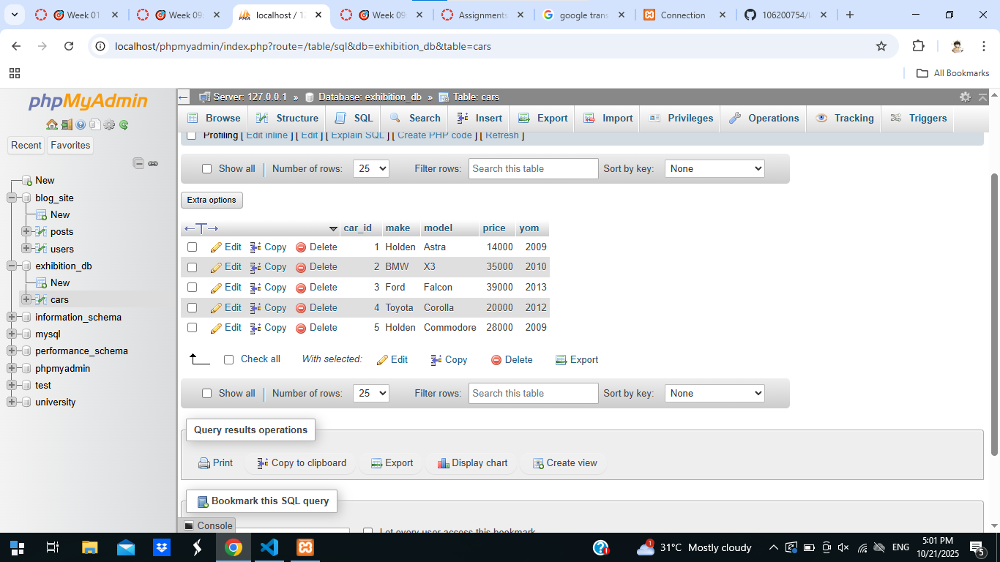 Week 01
Week 09:
localhost / 12
Week 09
Assignments
google trans
Connection
106200754/
localhost/phpmyadmin/index.php?route=/table/sql&db=exhibition_db&table=cars
All Bookmarks
phpMyAdmin
Recent Favorites
New
blog_site
New
posts
users
exhibition_db
New
cars
information_schema
mysql
performance_schema
phpmyadmin
test
university
Server: 127.0.0.1 » Database: exhibition_db » Table: cars
Browse Structure SQL Search Insert Export Import Privileges Operations Tracking Triggers
Profiling [ Edit inline ] [ Edit ] [ Explain SQL ] [ Create PHP code ] [ Refresh ]
Show all Number of rows: 25 Filter rows: Search this table Sort by key: None
Extra options
car_id make model price yom
Edit Copy Delete 1 Holden Astra 14000 2009
Edit Copy Delete 2 BMW X3 35000 2010
Edit Copy Delete 3 Ford Falcon 39000 2013
Edit Copy Delete 4 Toyota Corolla 20000 2012
Edit Copy Delete 5 Holden Commodore 28000 2009
Check all With selected: Edit Copy Delete Export
Show all Number of rows: 25 Filter rows: Search this table Sort by key: None
Query results operations
Print Copy to clipboard Export Display chart Create view
Bookmark this SQL query
Console
Let every user access this bookmark
31°C Mostly cloudy
ENG
5:01 PM
10/21/2025
5